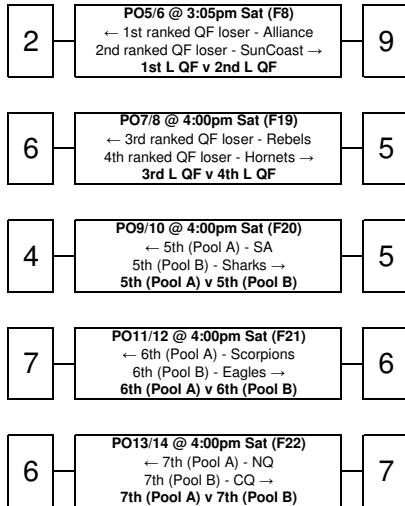 PO5/6 @ 3:05pm Sat (F8)
2
← 1st ranked QF loser - Alliance
2nd ranked QF loser - SunCoast →
9
1st L QF v 2nd L QF
PO7/8 @ 4:00pm Sat (F19)
6
← 3rd ranked QF loser - Rebels
4th ranked QF loser - Hornets →
5
3rd L QF v 4th L QF
PO9/10 @ 4:00pm Sat (F20)
4
← 5th (Pool A) - SA
5th (Pool B) - Sharks →
5
5th (Pool A) v 5th (Pool B)
PO11/12 @ 4:00pm Sat (F21)
7
← 6th (Pool A) - Scorpions
6th (Pool B) - Eagles →
6
6th (Pool A) v 6th (Pool B)
PO13/14 @ 4:00pm Sat (F22)
6
← 7th (Pool A) - NQ
7th (Pool B) - CQ →
7
7th (Pool A) v 7th (Pool B)